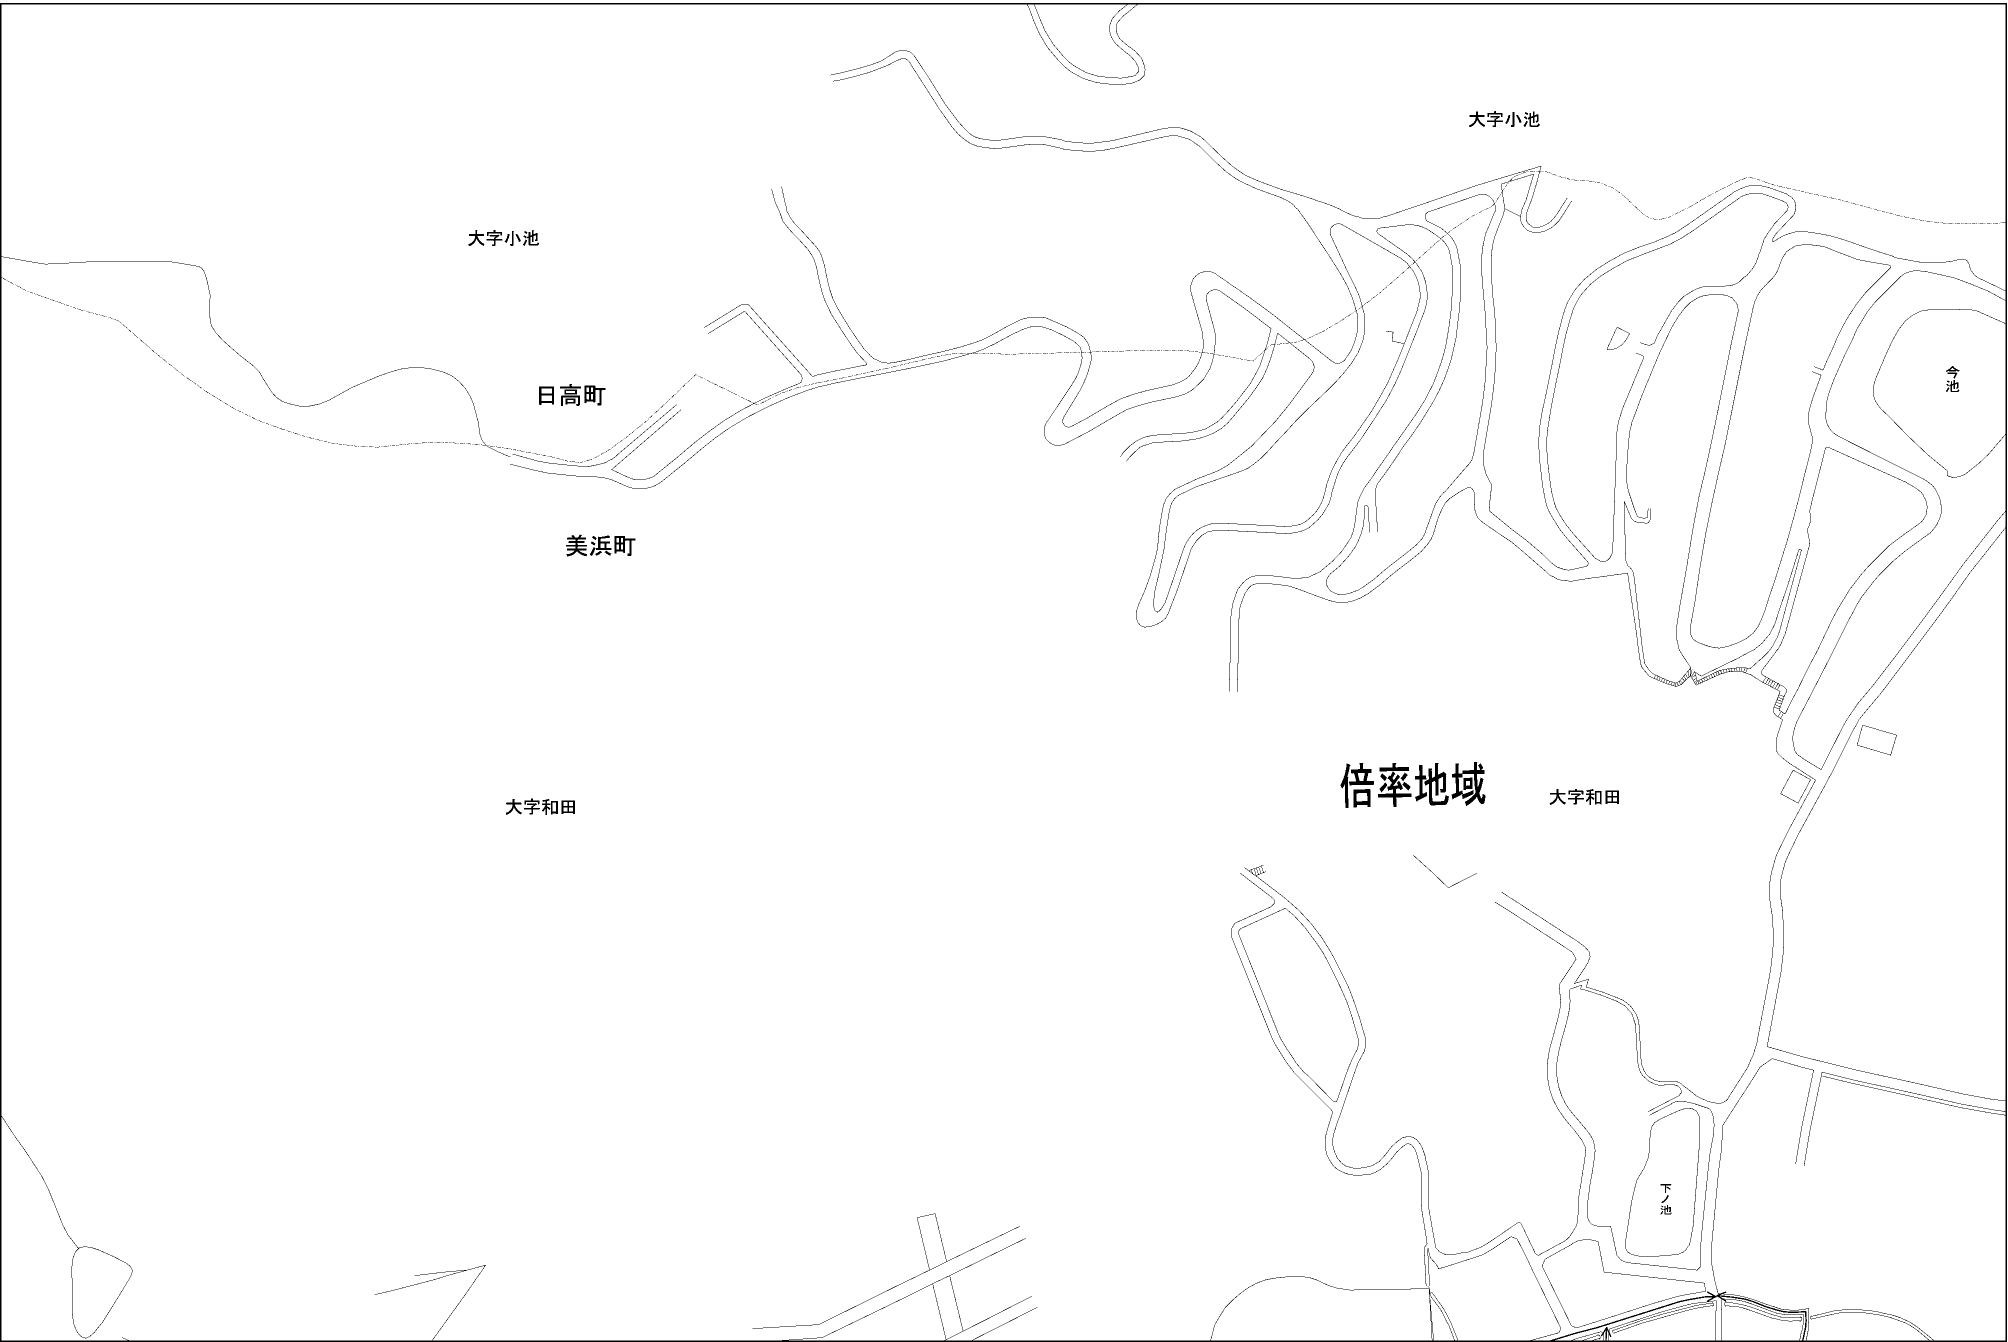 大字小池
大字小池
今池
日高町
美浜町
倍率地域
大字和田
大字和田
下ノ池